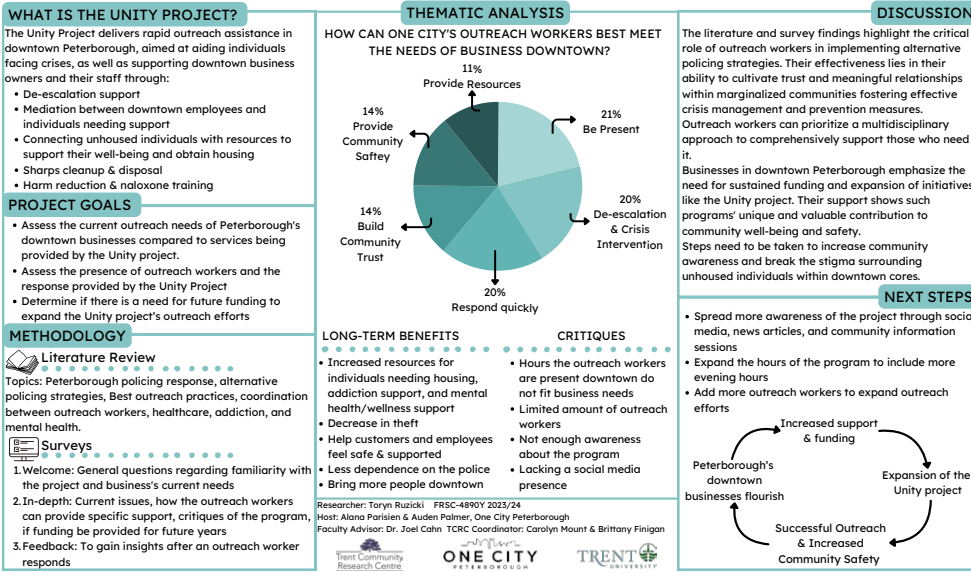 WHAT IS THE UNITY PROJECT?
The Unity Project delivers rapid outreach assistance in
downtown Peterborough, aimed at aiding individuals
facing crises, as well as supporting downtown business
owners and their staff through:
• De-escalation support
• Mediation between downtown employees and
individuals needing support
• Connecting unhoused individuals with resources to
support their well-being and obtain housing
• Sharps cleanup & disposal
• Harm reduction & naloxone training
PROJECT GOALS
• Assess the current outreach needs of Peterborough's
downtown businesses compared to services being
provided by the Unity project.
• Assess the presence of outreach workers and the
response provided by the Unity Project
• Determine if there is a need for future funding to
expand the Unity project's outreach efforts
METHODOLOGY
Literature Review
Topics: Peterborough policing response, alternative
policing strategies, Best outreach practices, coordination
between outreach workers, healthcare, addiction, and
mental health.
Surveys
1.Welcome: General questions regarding familiarity with
the project and business's current needs
2.In-depth: Current issues, how the outreach workers
can provide specific support, critiques of the program,
if funding be provided for future years
3.Feedback: To gain insights after an outreach worker
responds
THEMATIC ANALYSIS
HOW CAN ONE CITY'S OUTREACH WORKERS BEST MEET
THE NEEDS OF BUSINESS DOWNTOWN?
11%
Provide Resources
21%
Be Present
14%
Provide
Community
Saftey
20%
De-escalation
& Crisis
Intervention
14%
Build
Community
Trust
20%
Respond quickly
LONG-TERM BENEFITS
• Increased resources for
individuals needing housing,
addiction support, and mental
health/wellness support
• Decrease in theft
• Help customers and employees
feel safe & supported
• Less dependence on the police
• Bring more people downtown
CRITIQUES
• Hours the outreach workers
are present downtown do
not fit business needs
• Limited amount of outreach
workers
• Not enough awareness
about the program
• Lacking a social media
presence
Researcher: Toryn Ruzicki FRSC-4890Y 2023/24
Host: Alana Parisien & Auden Palmer, One City Peterborough
Faculty Advisor: Dr. Joel Cahn TCRC Coordinator: Carolyn Mount & Brittany Finigan
Trent Community
Research Centre
ONE CITY
PETERBOROUGH
TRENT
UNIVERSITY
DISCUSSION
The literature and survey findings highlight the critical
role of outreach workers in implementing alternative
policing strategies. Their effectiveness lies in their
ability to cultivate trust and meaningful relationships
within marginalized communities fostering effective
crisis management and prevention measures.
Outreach workers can prioritize a multidisciplinary
approach to comprehensively support those who need
it.
Businesses in downtown Peterborough emphasize the
need for sustained funding and expansion of initiatives
like the Unity project. Their support shows such
programs' unique and valuable contribution to
community well-being and safety.
Steps need to be taken to increase community
awareness and break the stigma surrounding
unhoused individuals within downtown cores.
NEXT STEPS
• Spread more awareness of the project through social
media, news articles, and community information
sessions
• Expand the hours of the program to include more
evening hours
• Add more outreach workers to expand outreach
efforts
Increased support
& funding
Expansion of the
Unity project
Successful Outreach
& Increased
Community Safety
Peterborough's
downtown
businesses flourish